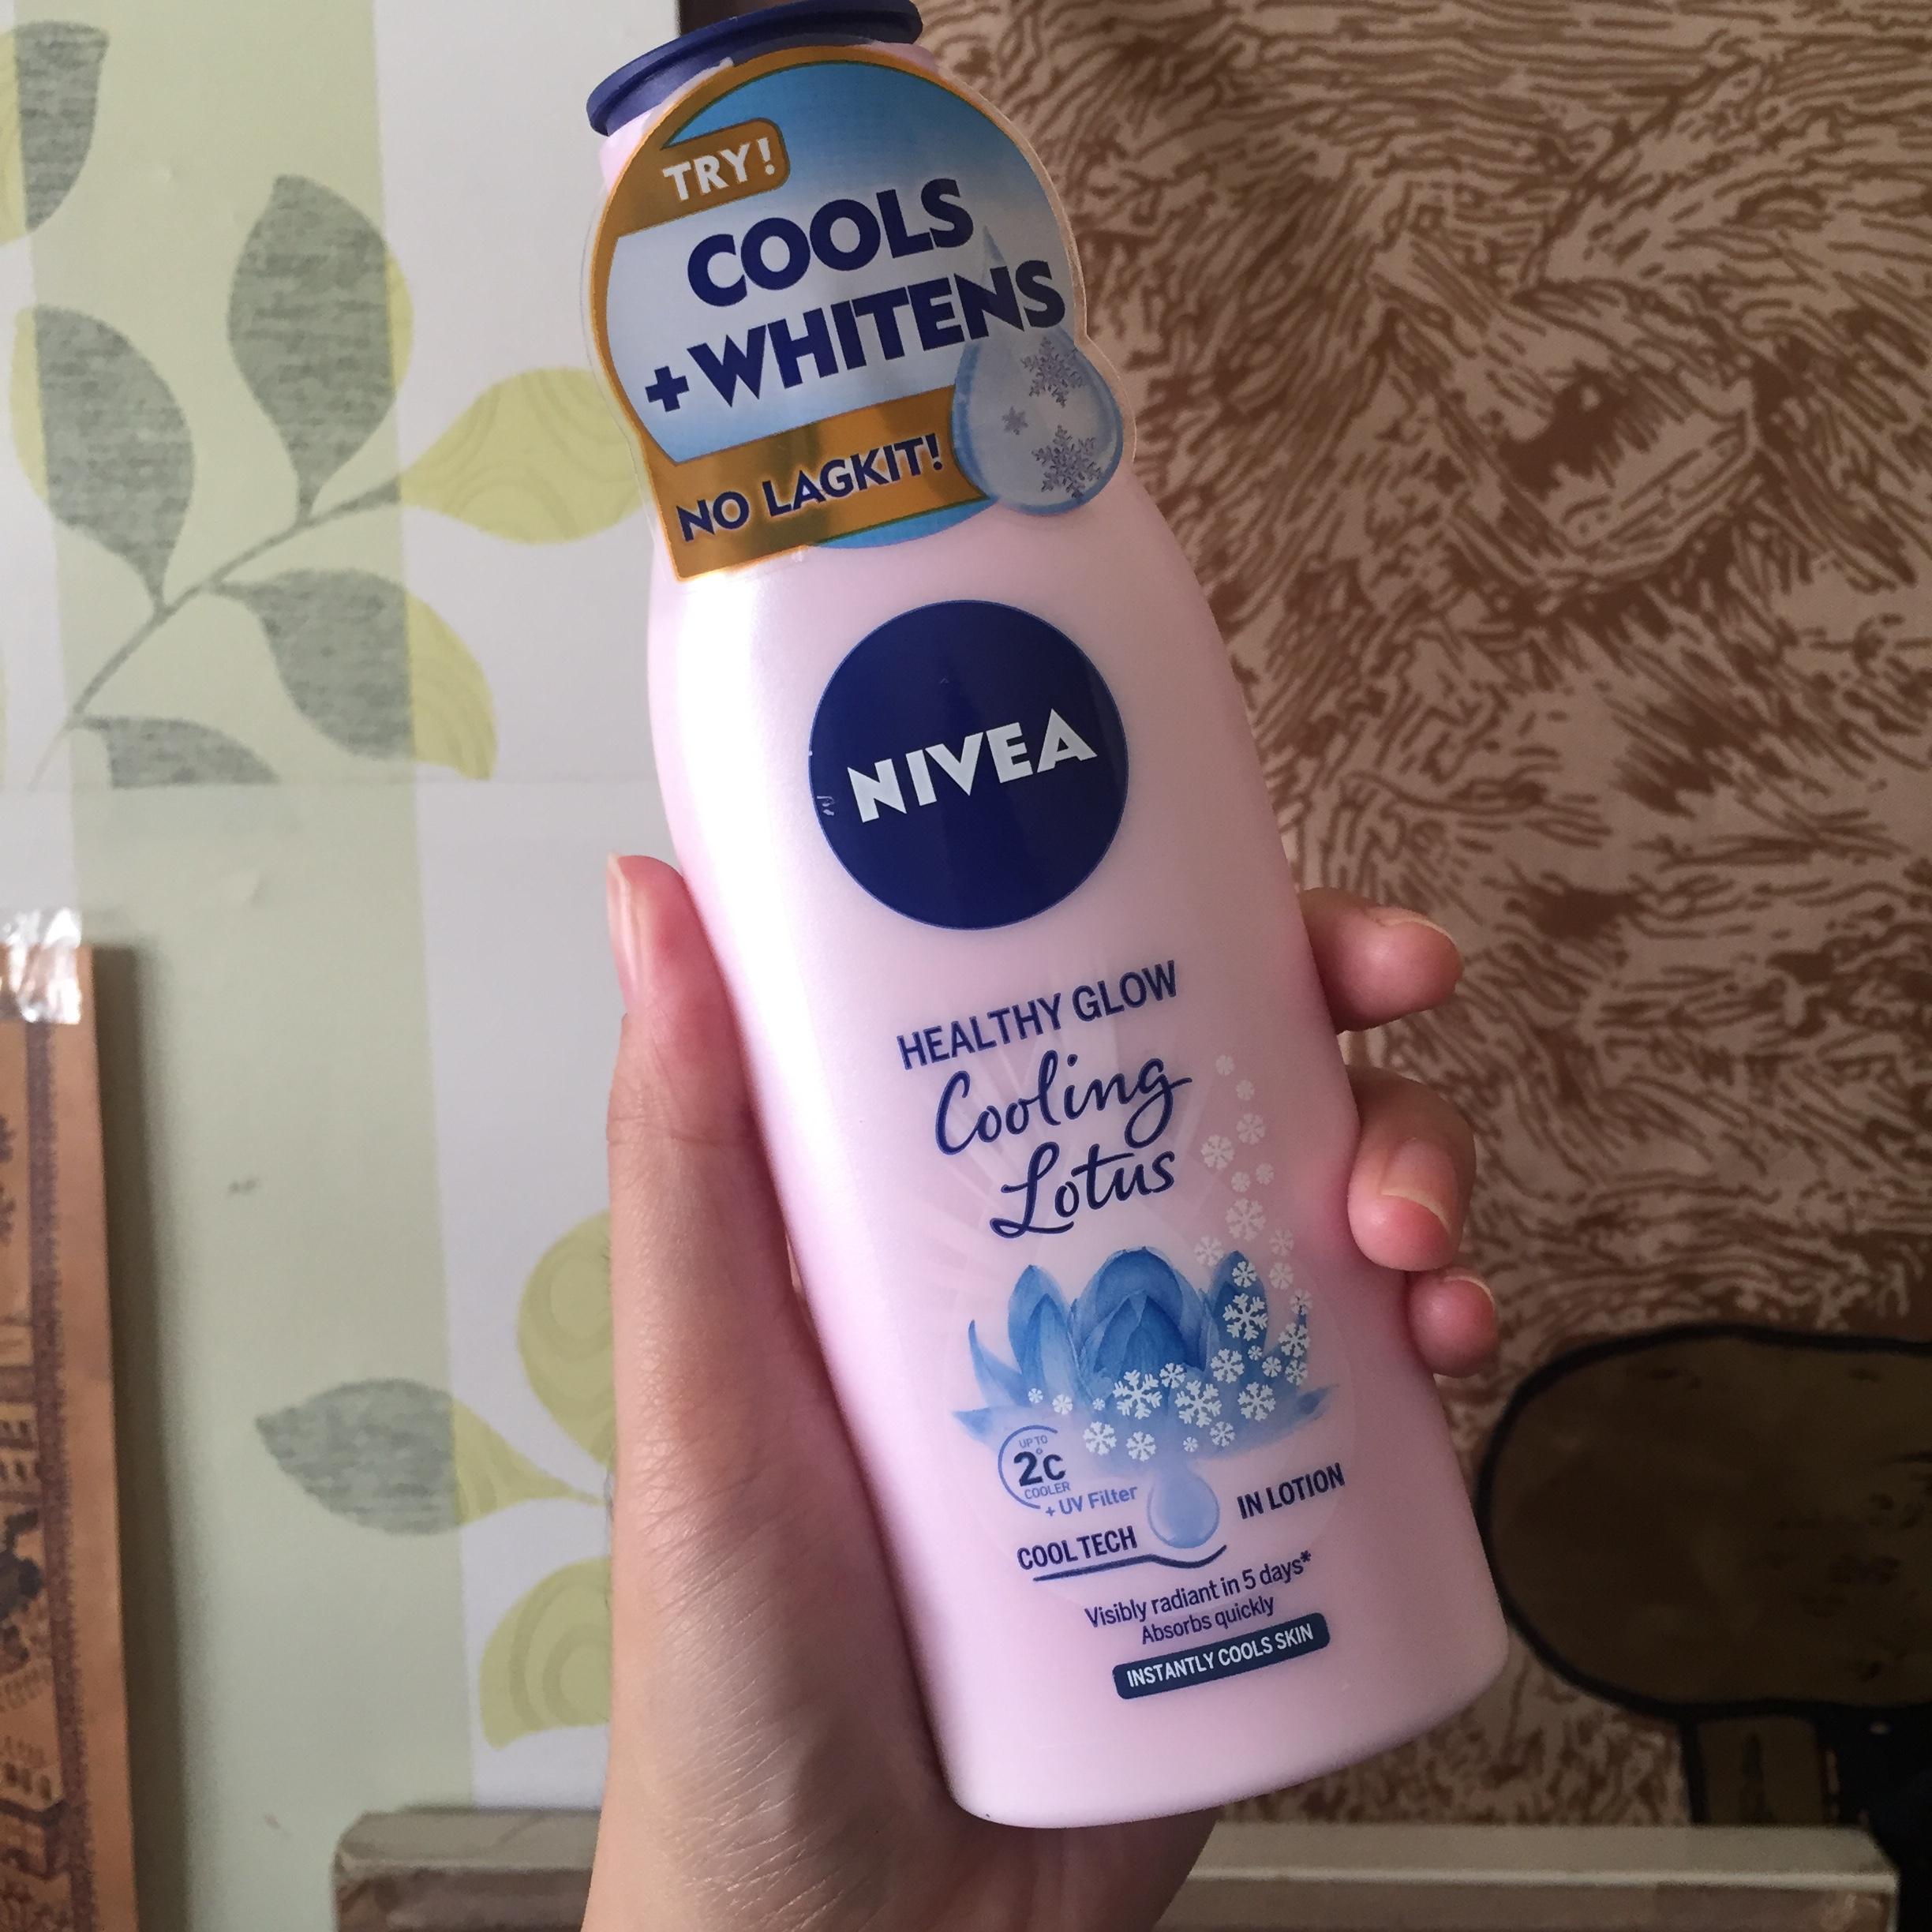 TRY!
COOLS
+WHITENS
NO LAGKIT!
NIVEA
HEALTHY GLOW
Cooling
Lotus
UP TO
2°C
COOLER
+ UV Filter
COOL TECH
IN LOTION
Visibly radiant in 5 days*
Absorbs quickly
INSTANTLY COOLS SKIN